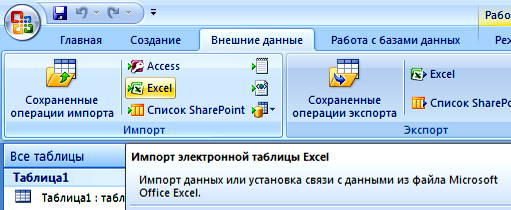 Рабо
Главная Создание Внешние данные Работа с базами данных Реж
Сохраненные операции импорта
Access
Excel
Список SharePoint
Импорт
Сохраненные операции экспорта
Excel
Список SharePoint
Экспорт
Все таблицы
Таблица1
Таблица1 : табл
Импорт электронной таблицы Excel
Импорт данных или установка связи с данными из файла Microsoft
Office Excel.